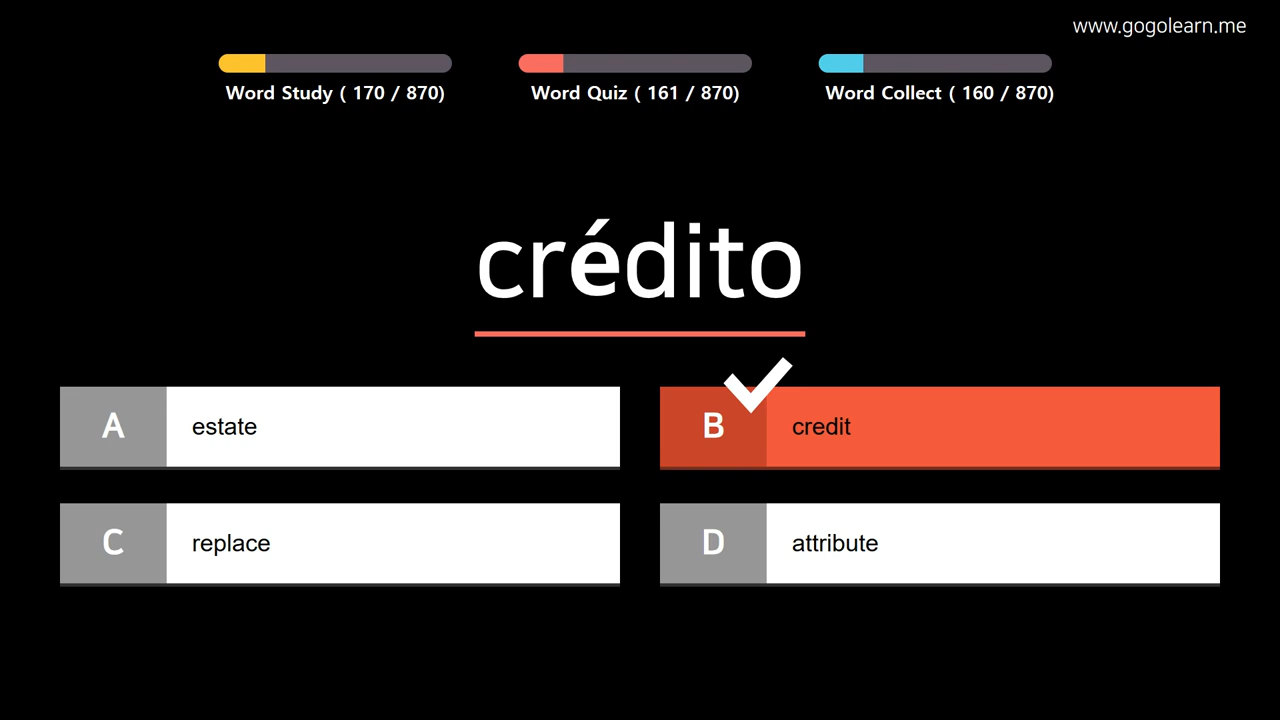 www.gogolearn.me
Word Study ( 170 / 870)
Word Quiz ( 161 / 870)
Word Collect ( 160 / 870)
crédito
A estate
B credit
C replace
D attribute